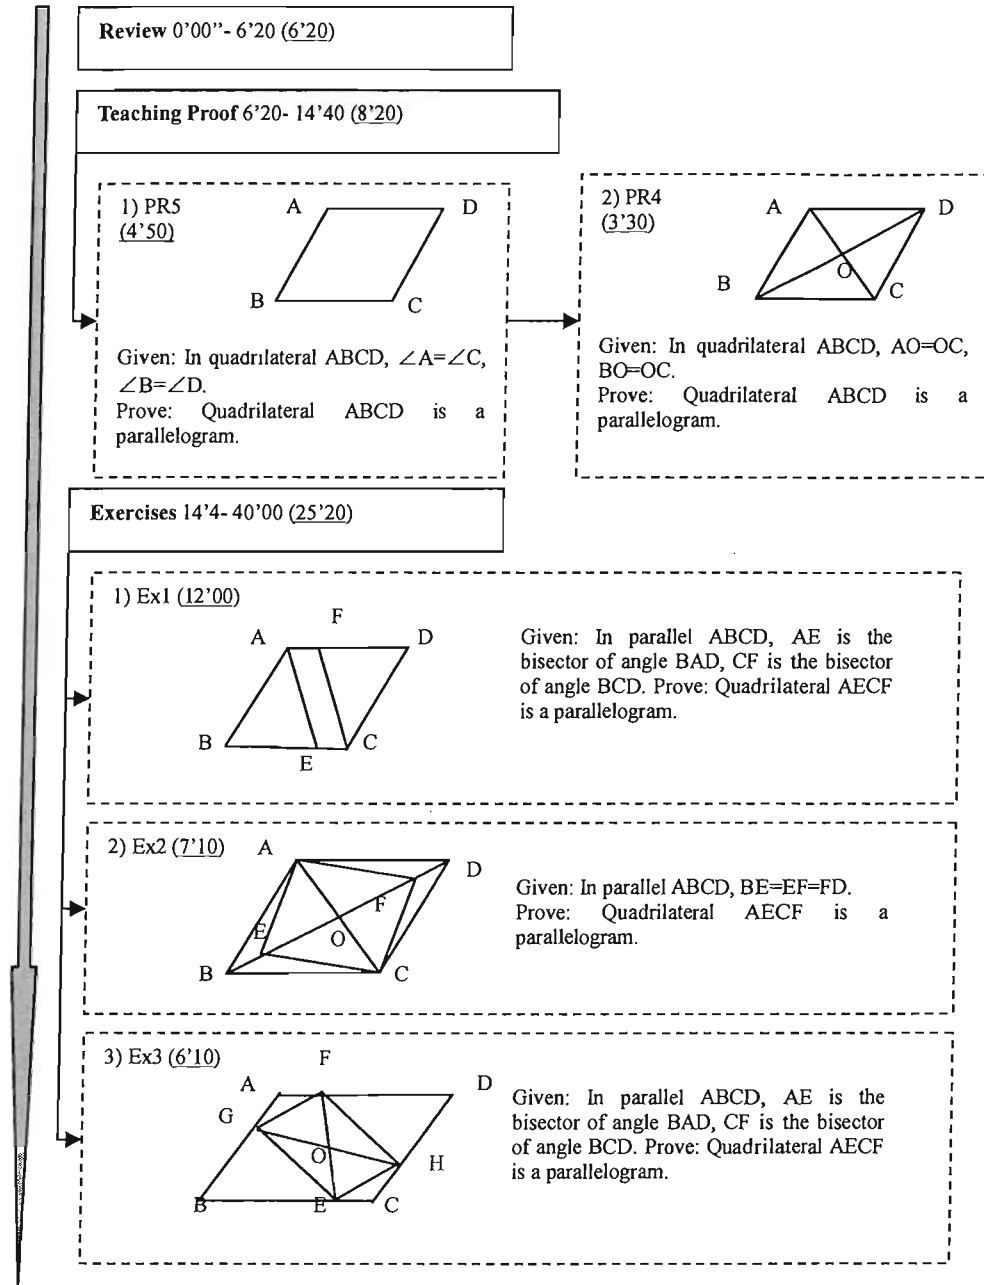 Review 0’00”- 6’20 (6’20)
Teaching Proof 6’20- 14’40 (8’20)
1) PR5
(4’50)
A
D
B
C
Given: In quadrilateral ABCD, ∠A=∠C,
∠B=∠D.
Prove: Quadrilateral ABCD is a
parallelogram.
2) PR4
(3’30)
A
D
O
B
C
Given: In quadrilateral ABCD, AO=OC,
BO=OC.
Prove: Quadrilateral ABCD is a
parallelogram.
Exercises 14’4- 40’00 (25’20)
1) Ex1 (12’00)
F
A
D
B
C
E
Given: In parallel ABCD, AE is the
bisector of angle BAD, CF is the bisector
of angle BCD. Prove: Quadrilateral AECF
is a parallelogram.
2) Ex2 (7’10)
A
D
F
E
O
B
C
Given: In parallel ABCD, BE=EF=FD.
Prove: Quadrilateral AECF is a
parallelogram.
3) Ex3 (6’10)
F
A
D
G
O
H
B
E
C
Given: In parallel ABCD, AE is the
bisector of angle BAD, CF is the bisector
of angle BCD. Prove: Quadrilateral AECF
is a parallelogram.